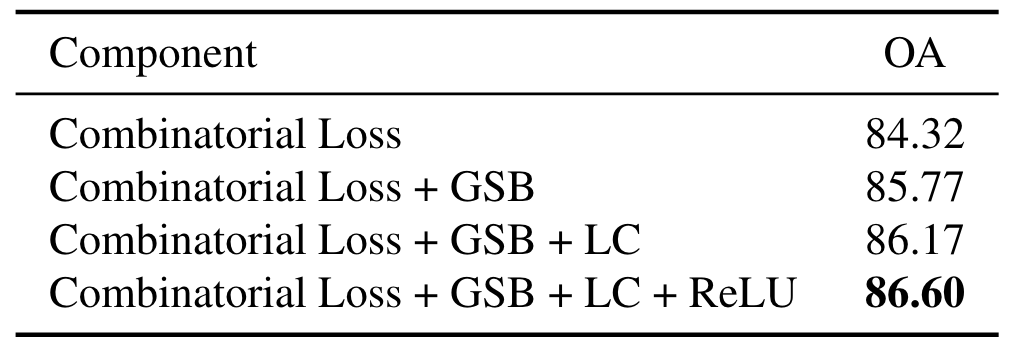 Component OA
Combinatorial Loss 84.32
Combinatorial Loss + GSB 85.77
Combinatorial Loss + GSB + LC 86.17
Combinatorial Loss + GSB + LC + ReLU 86.60